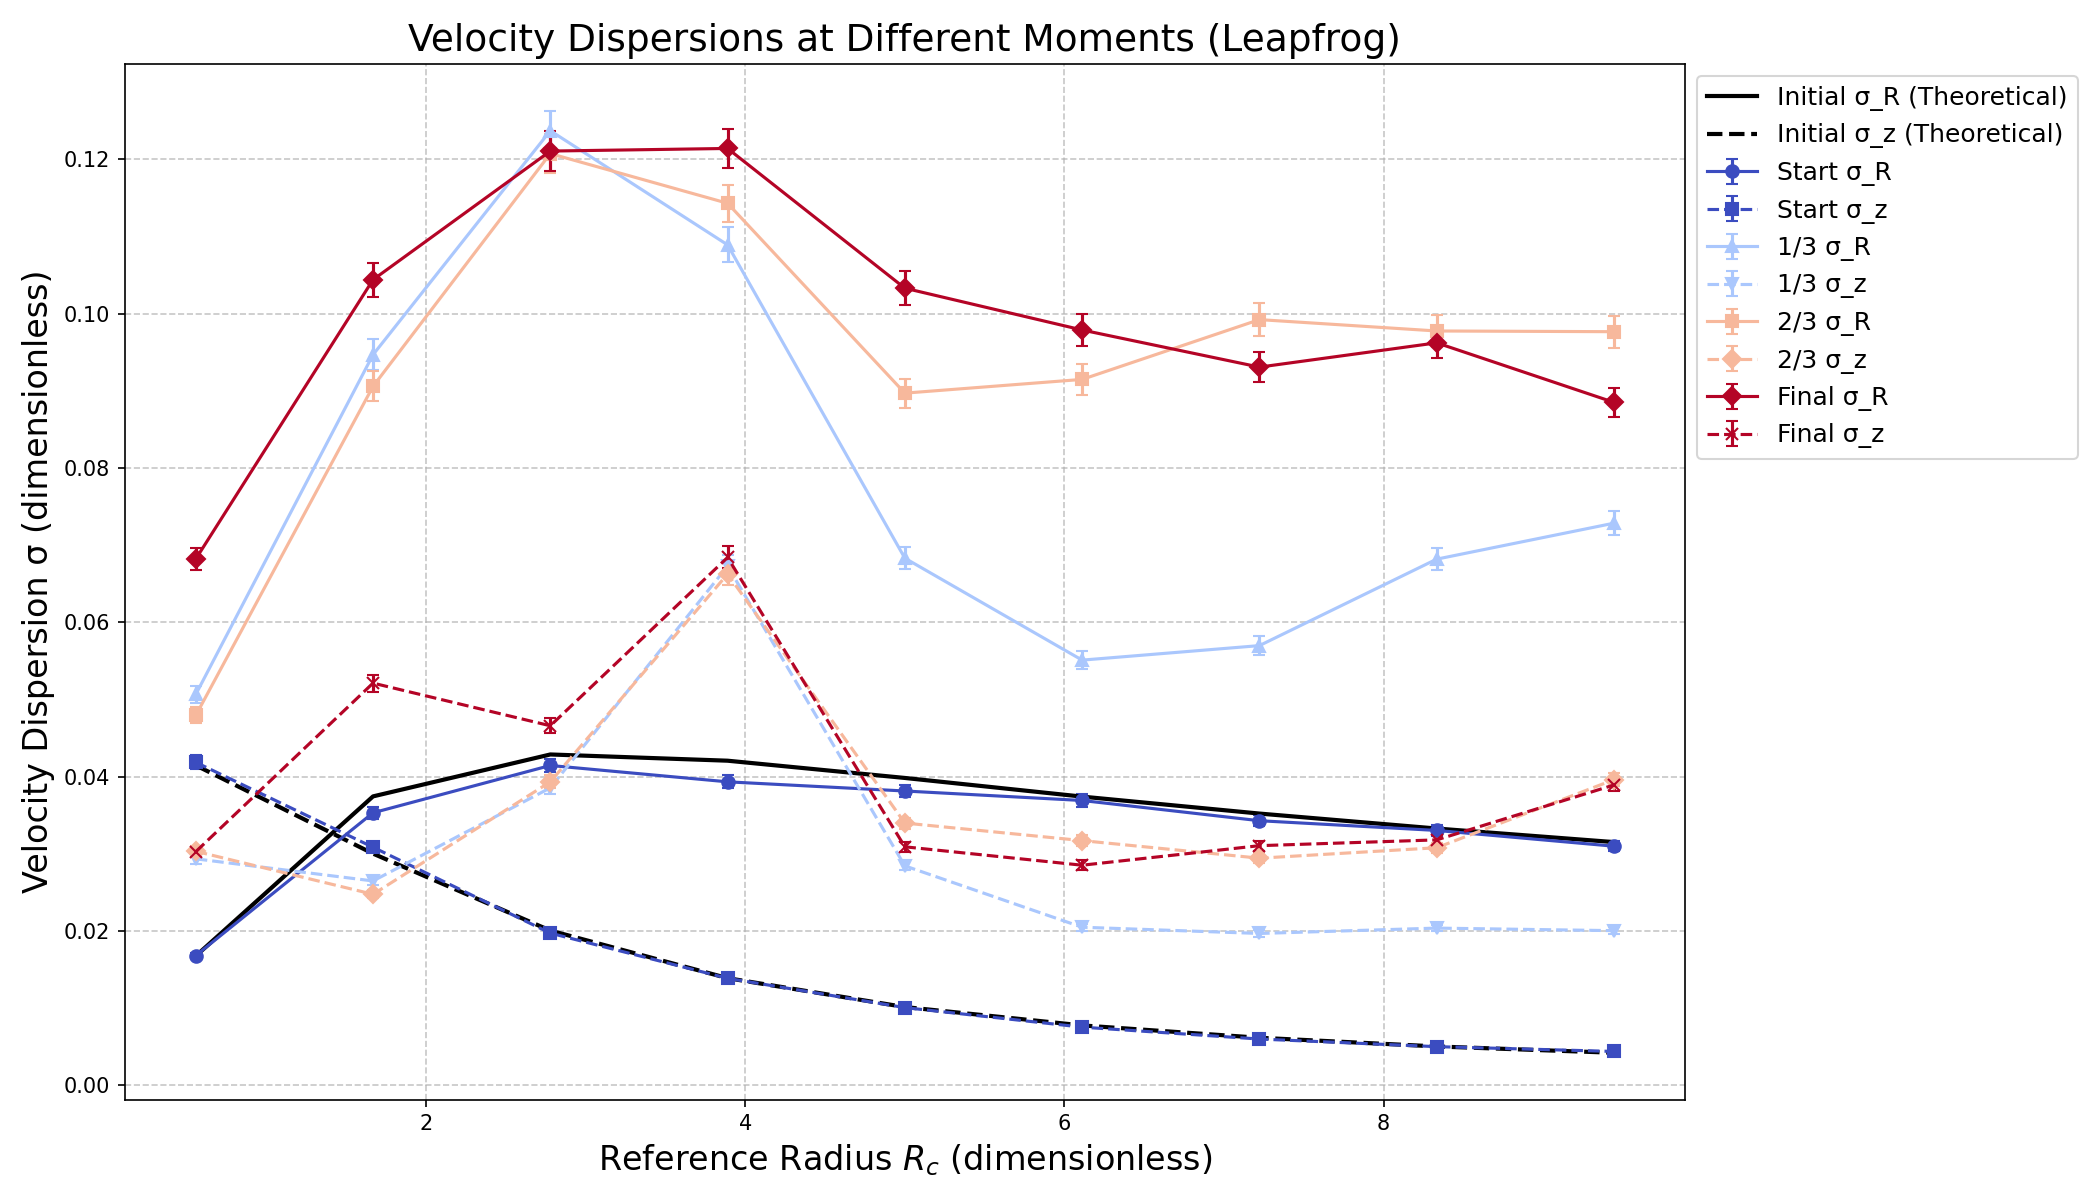 Velocity Dispersions at Different Moments (Leapfrog)
Velocity Dispersion σ (dimensionless)
0.12
0.10
0.08
0.06
0.04
0.02
0.00
2
4
6
8
Reference Radius R_c (dimensionless)
Initial σ_R (Theoretical)
Initial σ_z (Theoretical)
Start σ_R
Start σ_z
1/3 σ_R
1/3 σ_z
2/3 σ_R
2/3 σ_z
Final σ_R
Final σ_z